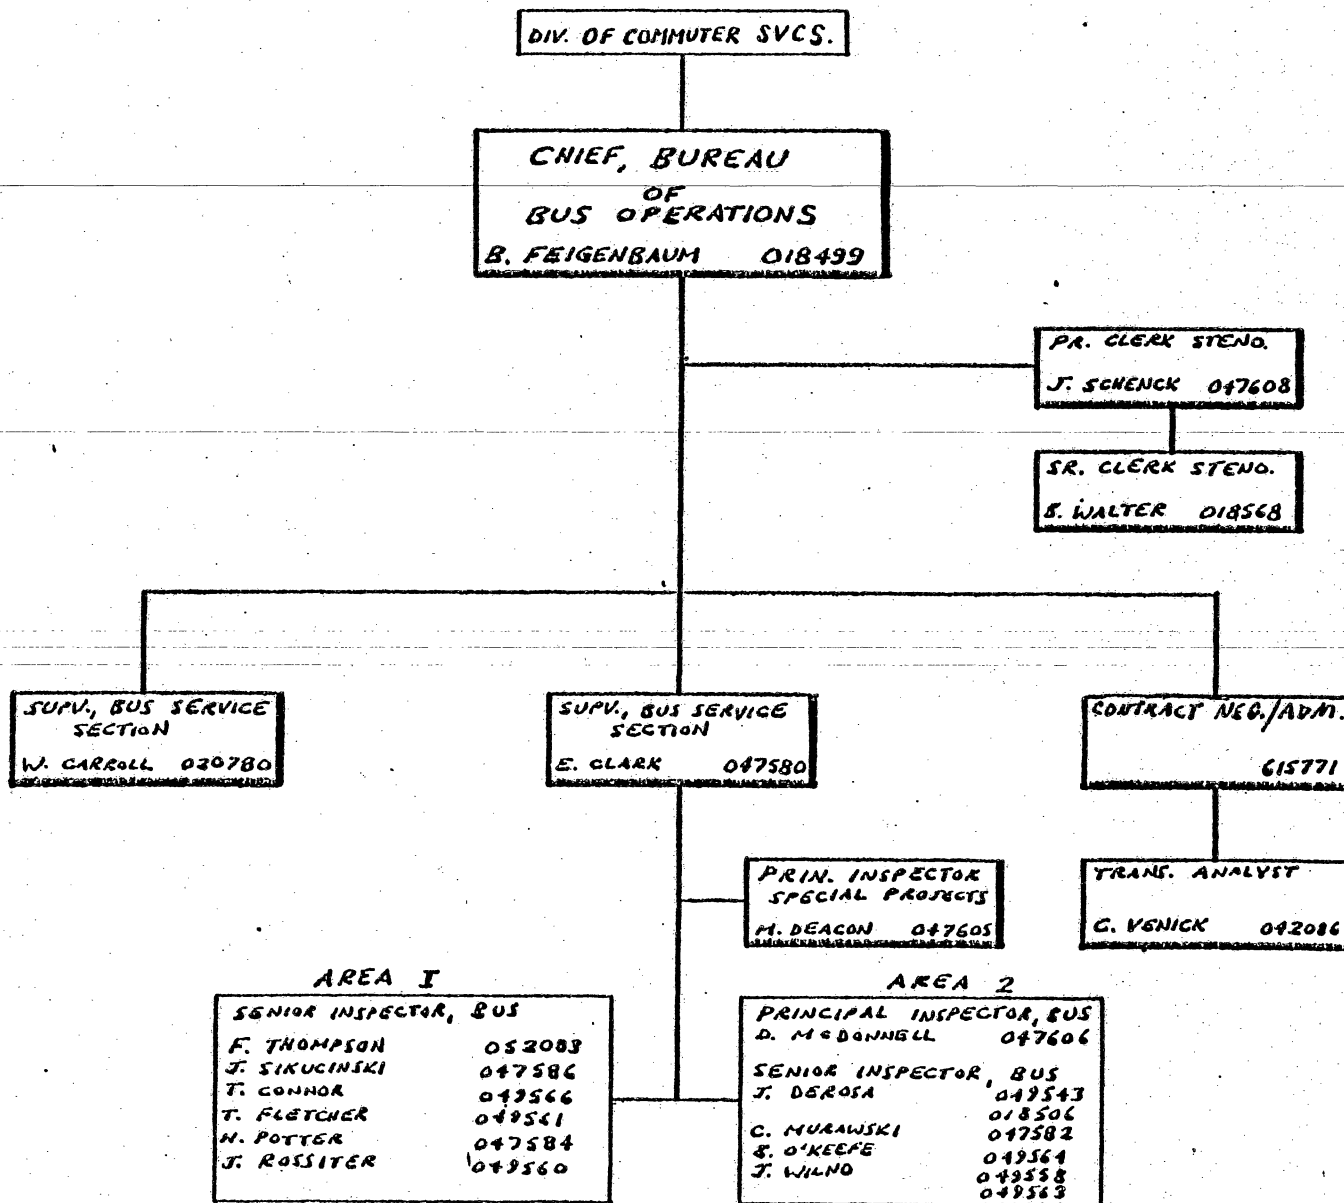 DIV. OF COMMUTER SVCS.
CHIEF, BUREAU
OF
BUS OPERATIONS
B. FEIGENBAUM 018499
PR. CLERK STENO.
J. SCHENCK 047608
SR. CLERK STENO.
B. WALTER 018568
SUPV., BUS SERVICE
SECTION
W. CARROLL 020780
SUPV., BUS SERVICE
SECTION
E. CLARK 047580
CONTRACT NEG./ADM.
615771
PRIN. INSPECTOR
SPECIAL PROJECTS
M. DEACON 047605
TRANS. ANALYST
C. VENICK 042086
AREA I
SENIOR INSPECTOR, BUS
F. THOMPSON 052083
J. SIKUCINSKI 047586
T. CONNOR 049566
T. FLETCHER 049561
H. POTTER 047584
J. ROSSITER 049560
AREA 2
PRINCIPAL INSPECTOR, BUS
D. McDONNELL 047606
SENIOR INSPECTOR, BUS
J. DEROSA 049543
018506
C. MURAWSKI 047582
B. O'KEEFE 049564
J. WILNO 049558
049563